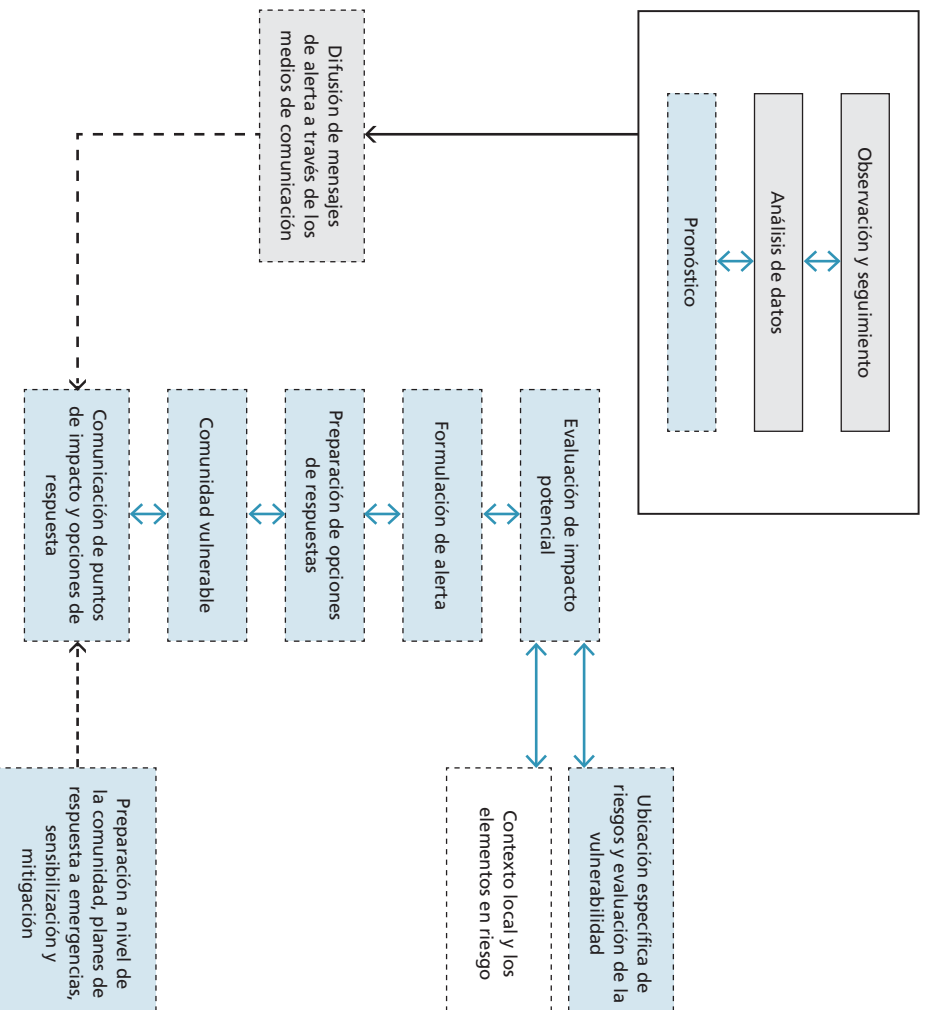 Observación y seguimiento
Análisis de datos
Pronóstico
Difusión de mensajes
de alerta a través de los
medios de comunicación
Evaluación de impacto
potencial
Formulación de alerta
Preparación de opciones
de respuestas
Comunidad vulnerable
Comunicación de puntos
de impacto y opciones de
respuesta
Ubicación específica de
riesgos y evaluación de la
vulnerabilidad
Contexto local y los
elementos en riesgo
Preparación a nivel de
la comunidad, planes de
respuesta a emergencias,
sensibilización y
mitigación